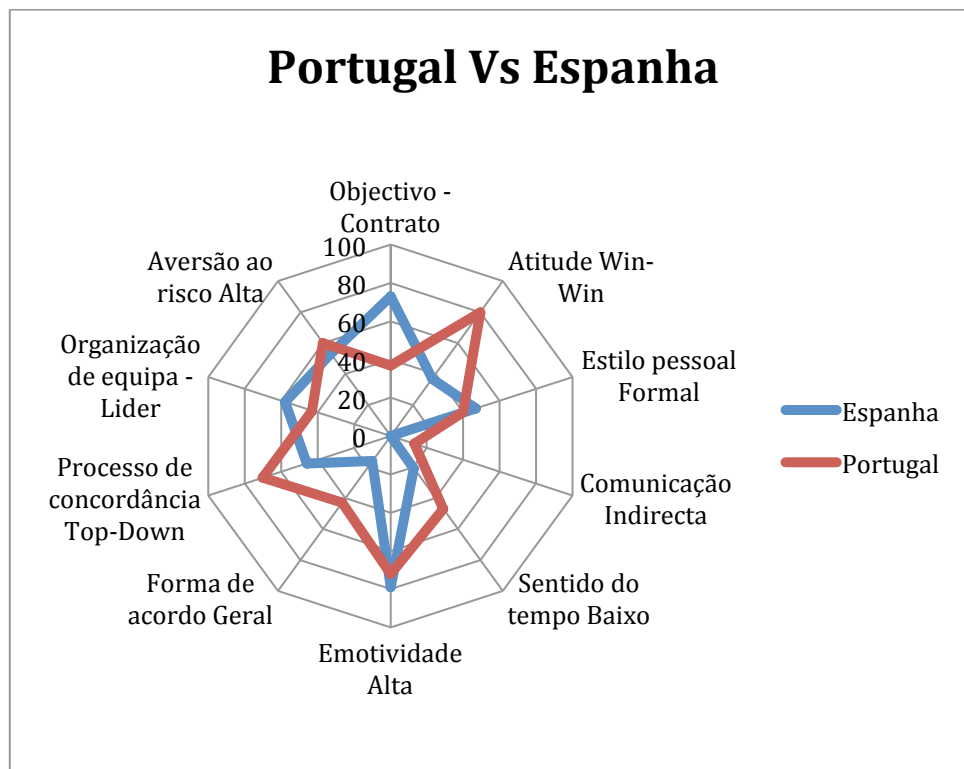 Portugal Vs Espanha
Objectivo -
Contrato
Atitude Win-
Win
Estilo pessoal
Formal
Comunicação
Indirecta
Sentido do
tempo Baixo
Emotividade
Alta
Forma de
acordo Geral
Processo de
concordância
Top-Down
Organização
de equipa -
Lider
Aversão ao
risco Alta
100
80
60
40
20
0
Espanha
Portugal